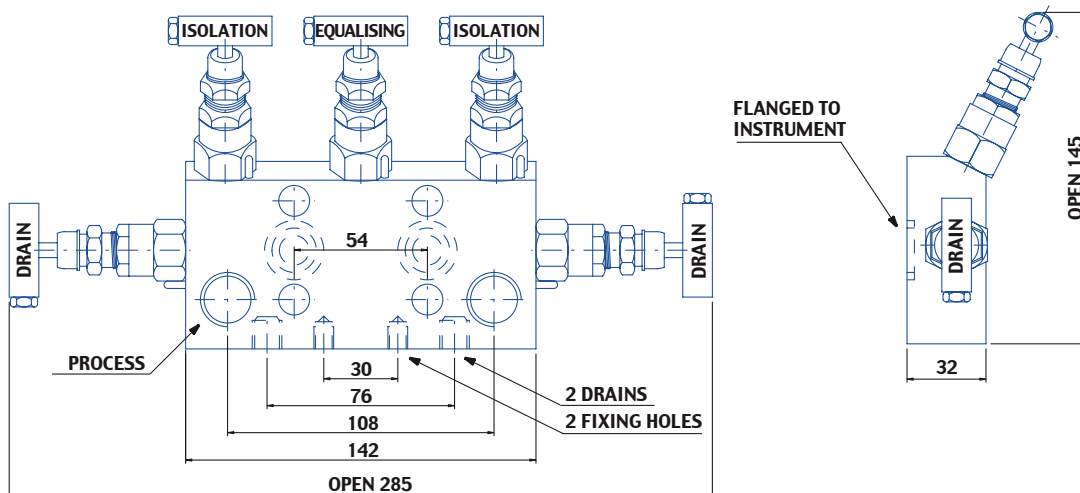 ISOLATION
EQUALISING
ISOLATION
FLANGED TO
INSTRUMENT
OPEN 145
DRAIN
54
DRAIN
DRAIN
PROCESS
30
32
76
2 DRAINS
108
2 FIXING HOLES
142
OPEN 285